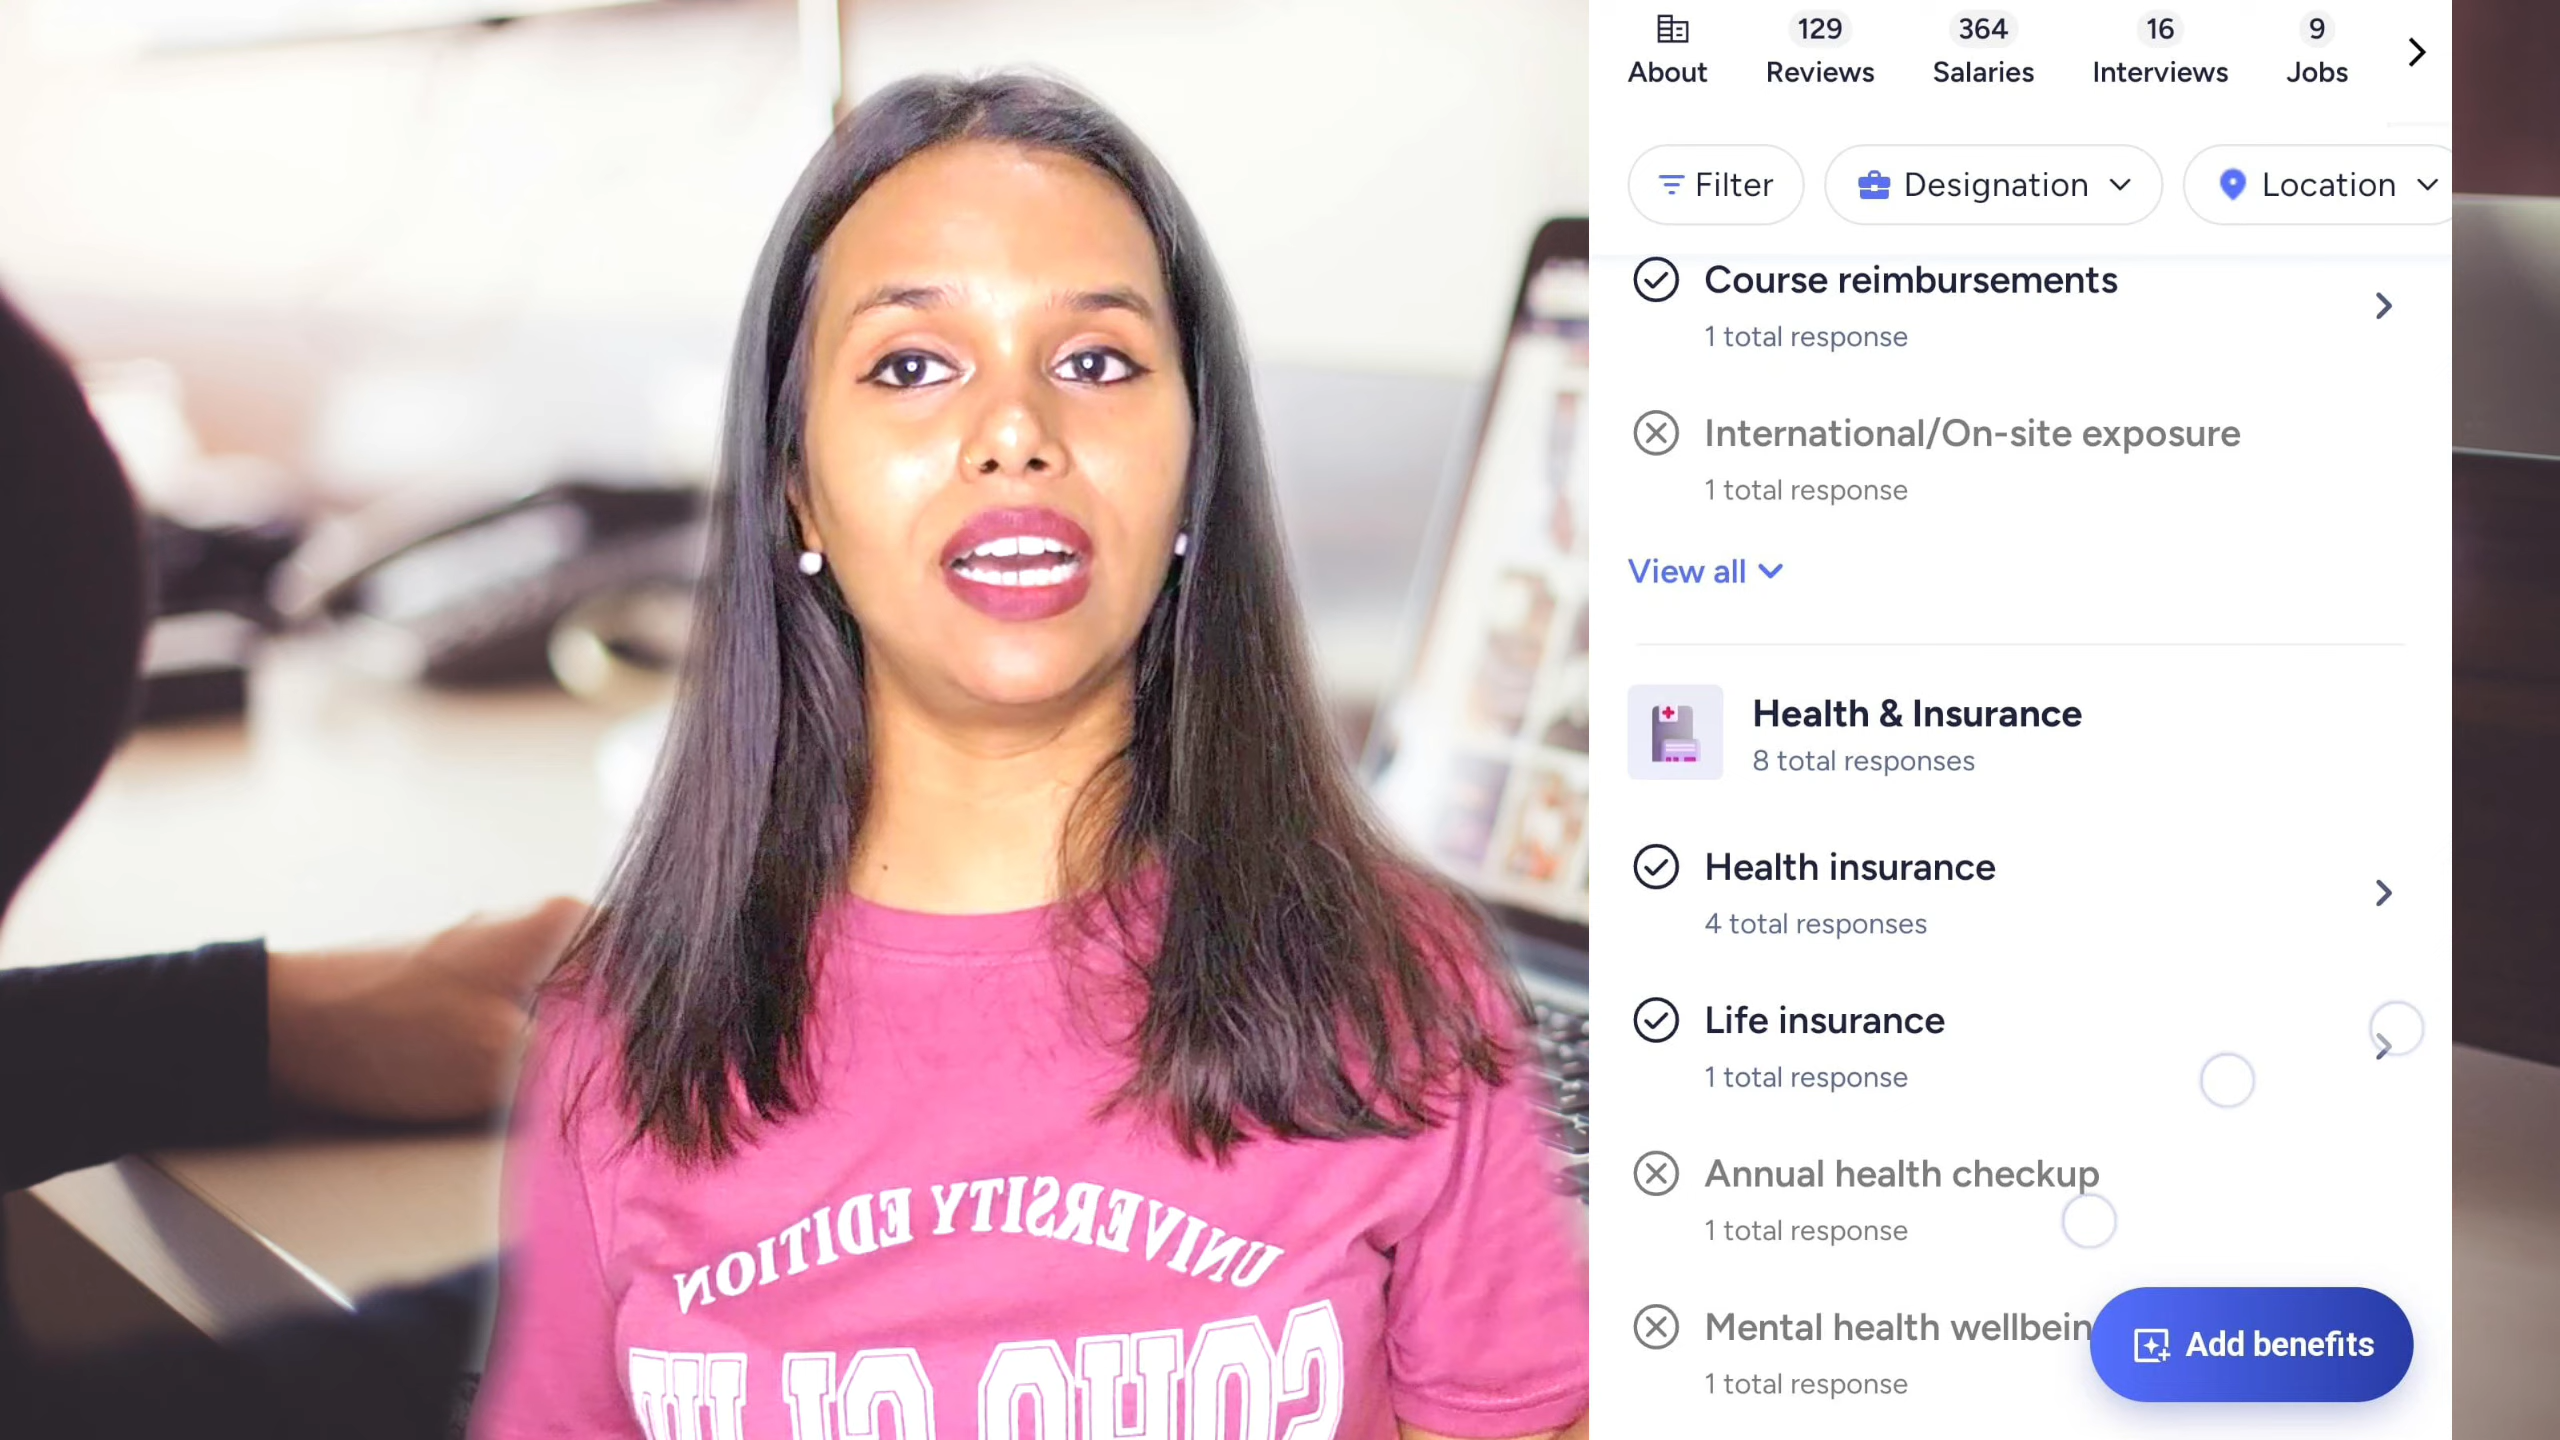 129
364
16
9
About
Reviews
Salaries
Interviews
Jobs
Filter
Designation
Location
Course reimbursements
1 total response
International/On-site exposure
1 total response
View all
Health & Insurance
8 total responses
Health insurance
4 total responses
Life insurance
1 total response
Annual health checkup
1 total response
Mental health wellbein
Add benefits
1 total response
UNIVERSITY EDITION